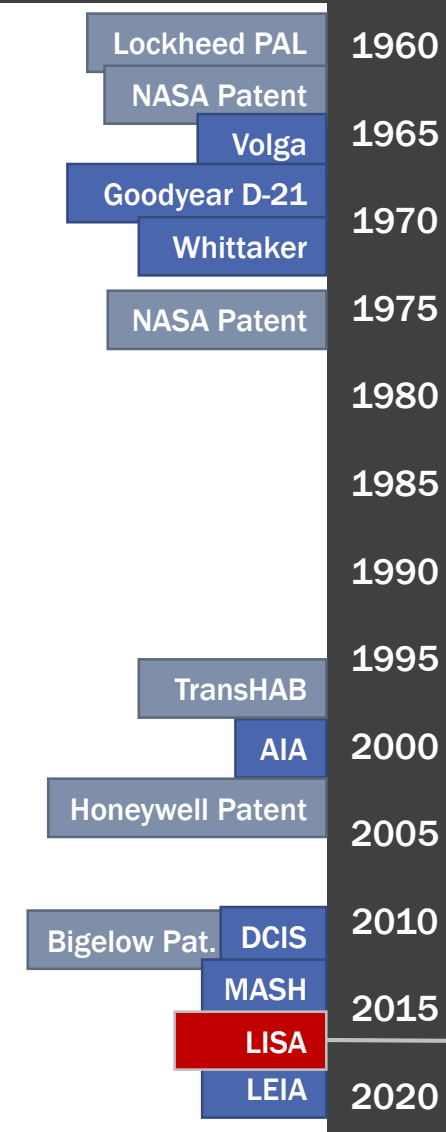 Lockheed PAL
1960
NASA Patent
Volga
1965
Goodyear D-21
1970
Whittaker
1975
NASA Patent
1980
1985
1990
1995
TransHAB
2000
AIA
Honeywell Patent
2005
2010
Bigelow Pat.
DCIS
MASH
2015
LISA
LEIA
2020